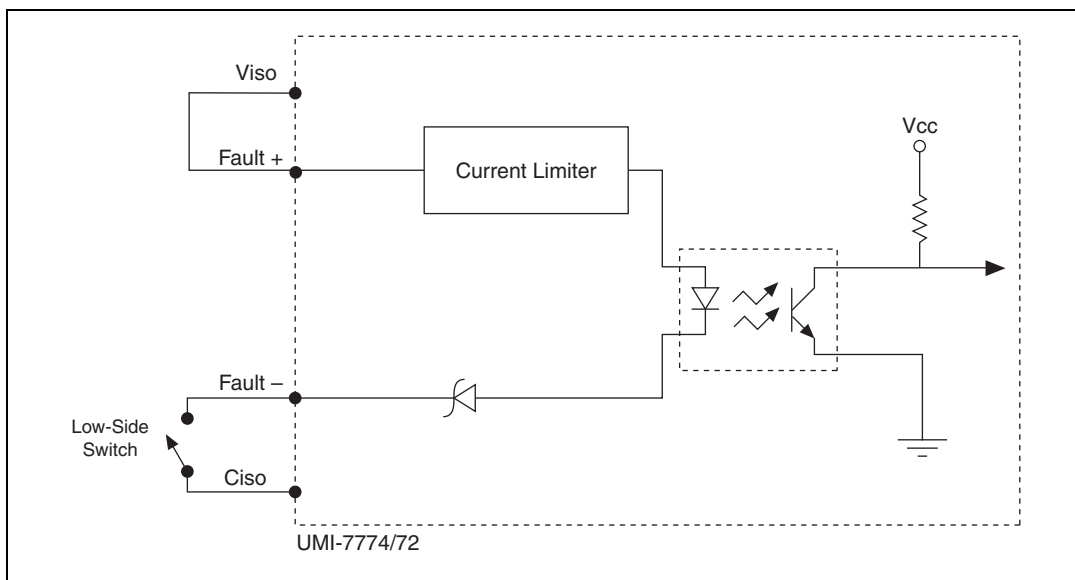 Viso
Fault +
Current Limiter
Vcc
Fault –
Low-Side
Switch
Ciso
UMI-7774/72